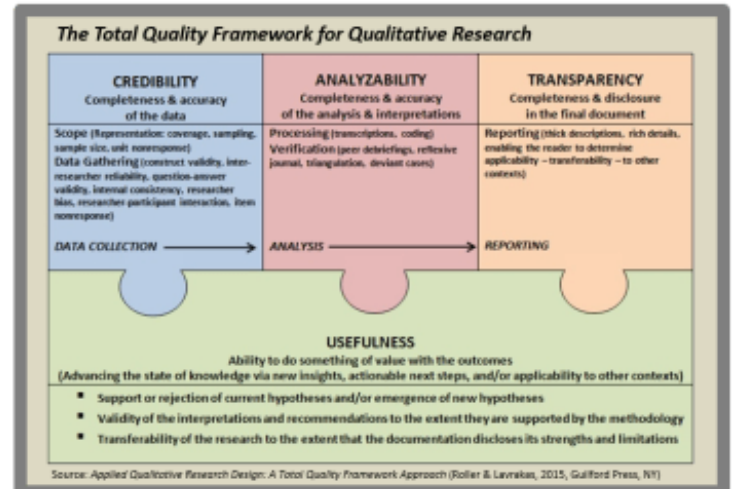 The Total Quality Framework for Qualitative Research
CREDIBILITY
Completeness & accuracy
of the data
Scope (Representation: coverage, sampling,
sample size, unit nonresponse)
Data Gathering (construct validity, inter-
researcher reliability, question-answer
validity, internal consistency, researcher
bias, researcher-participant interaction, item
nonresponse)
DATA COLLECTION
ANALYZABILITY
Completeness & accuracy
of the analysis & interpretations
Processing (transcriptions, coding)
Verification (peer debriefings, reflexive
journal, triangulation, deviant cases)
ANALYSIS
TRANSPARENCY
Completeness & disclosure
in the final document
Reporting (thick descriptions, rich details,
enabling the reader to determine
applicability – transferability – to other
contexts)
REPORTING
USEFULNESS
Ability to do something of value with the outcomes
(Advancing the state of knowledge via new insights, actionable next steps, and/or applicability to other contexts)
▪ Support or rejection of current hypotheses and/or emergence of new hypotheses
▪ Validity of the interpretations and recommendations to the extent they are supported by the methodology
▪ Transferability of the research to the extent that the documentation discloses its strengths and limitations
Source: Applied Qualitative Research Design: A Total Quality Framework Approach (Roller & Lavrakas, 2015, Guilford Press, NY)